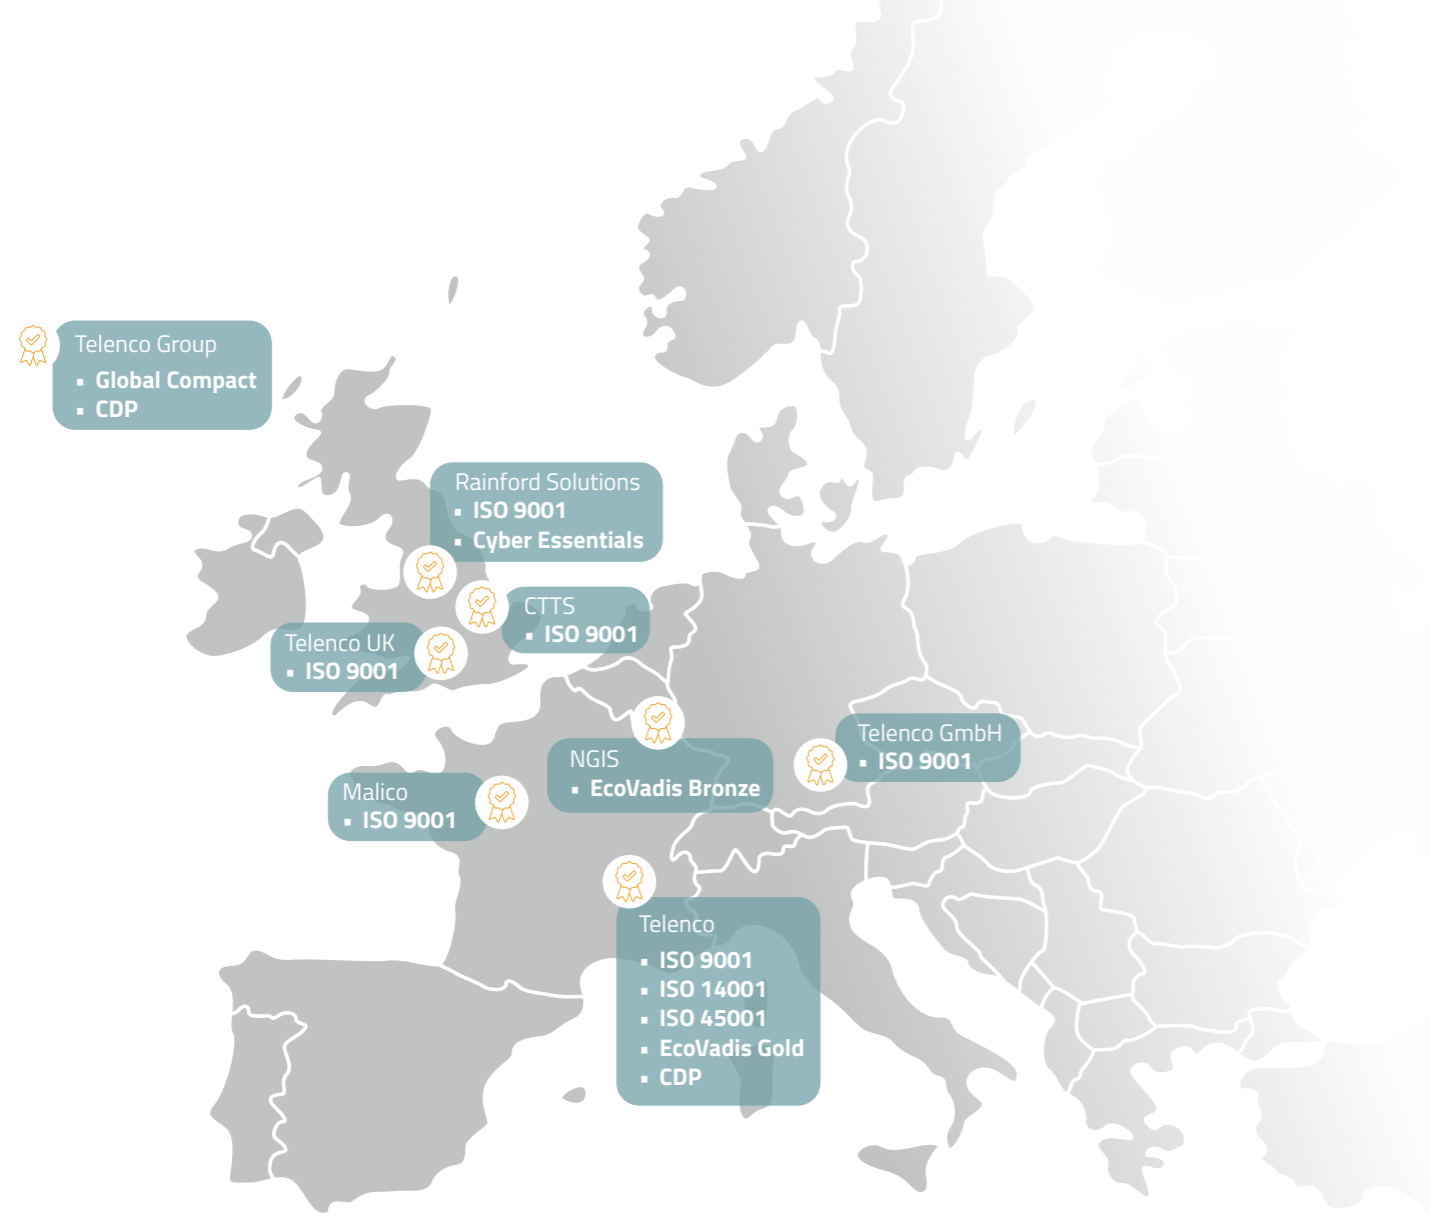 Telenco Group
▪ Global Compact
▪ CDP
Rainford Solutions
▪ ISO 9001
▪ Cyber Essentials
CTTS
▪ ISO 9001
Telenco UK
▪ ISO 9001
NGIS
▪ EcoVadis Bronze
Telenco GmbH
▪ ISO 9001
Malico
▪ ISO 9001
Telenco
▪ ISO 9001
▪ ISO 14001
▪ ISO 45001
▪ EcoVadis Gold
▪ CDP